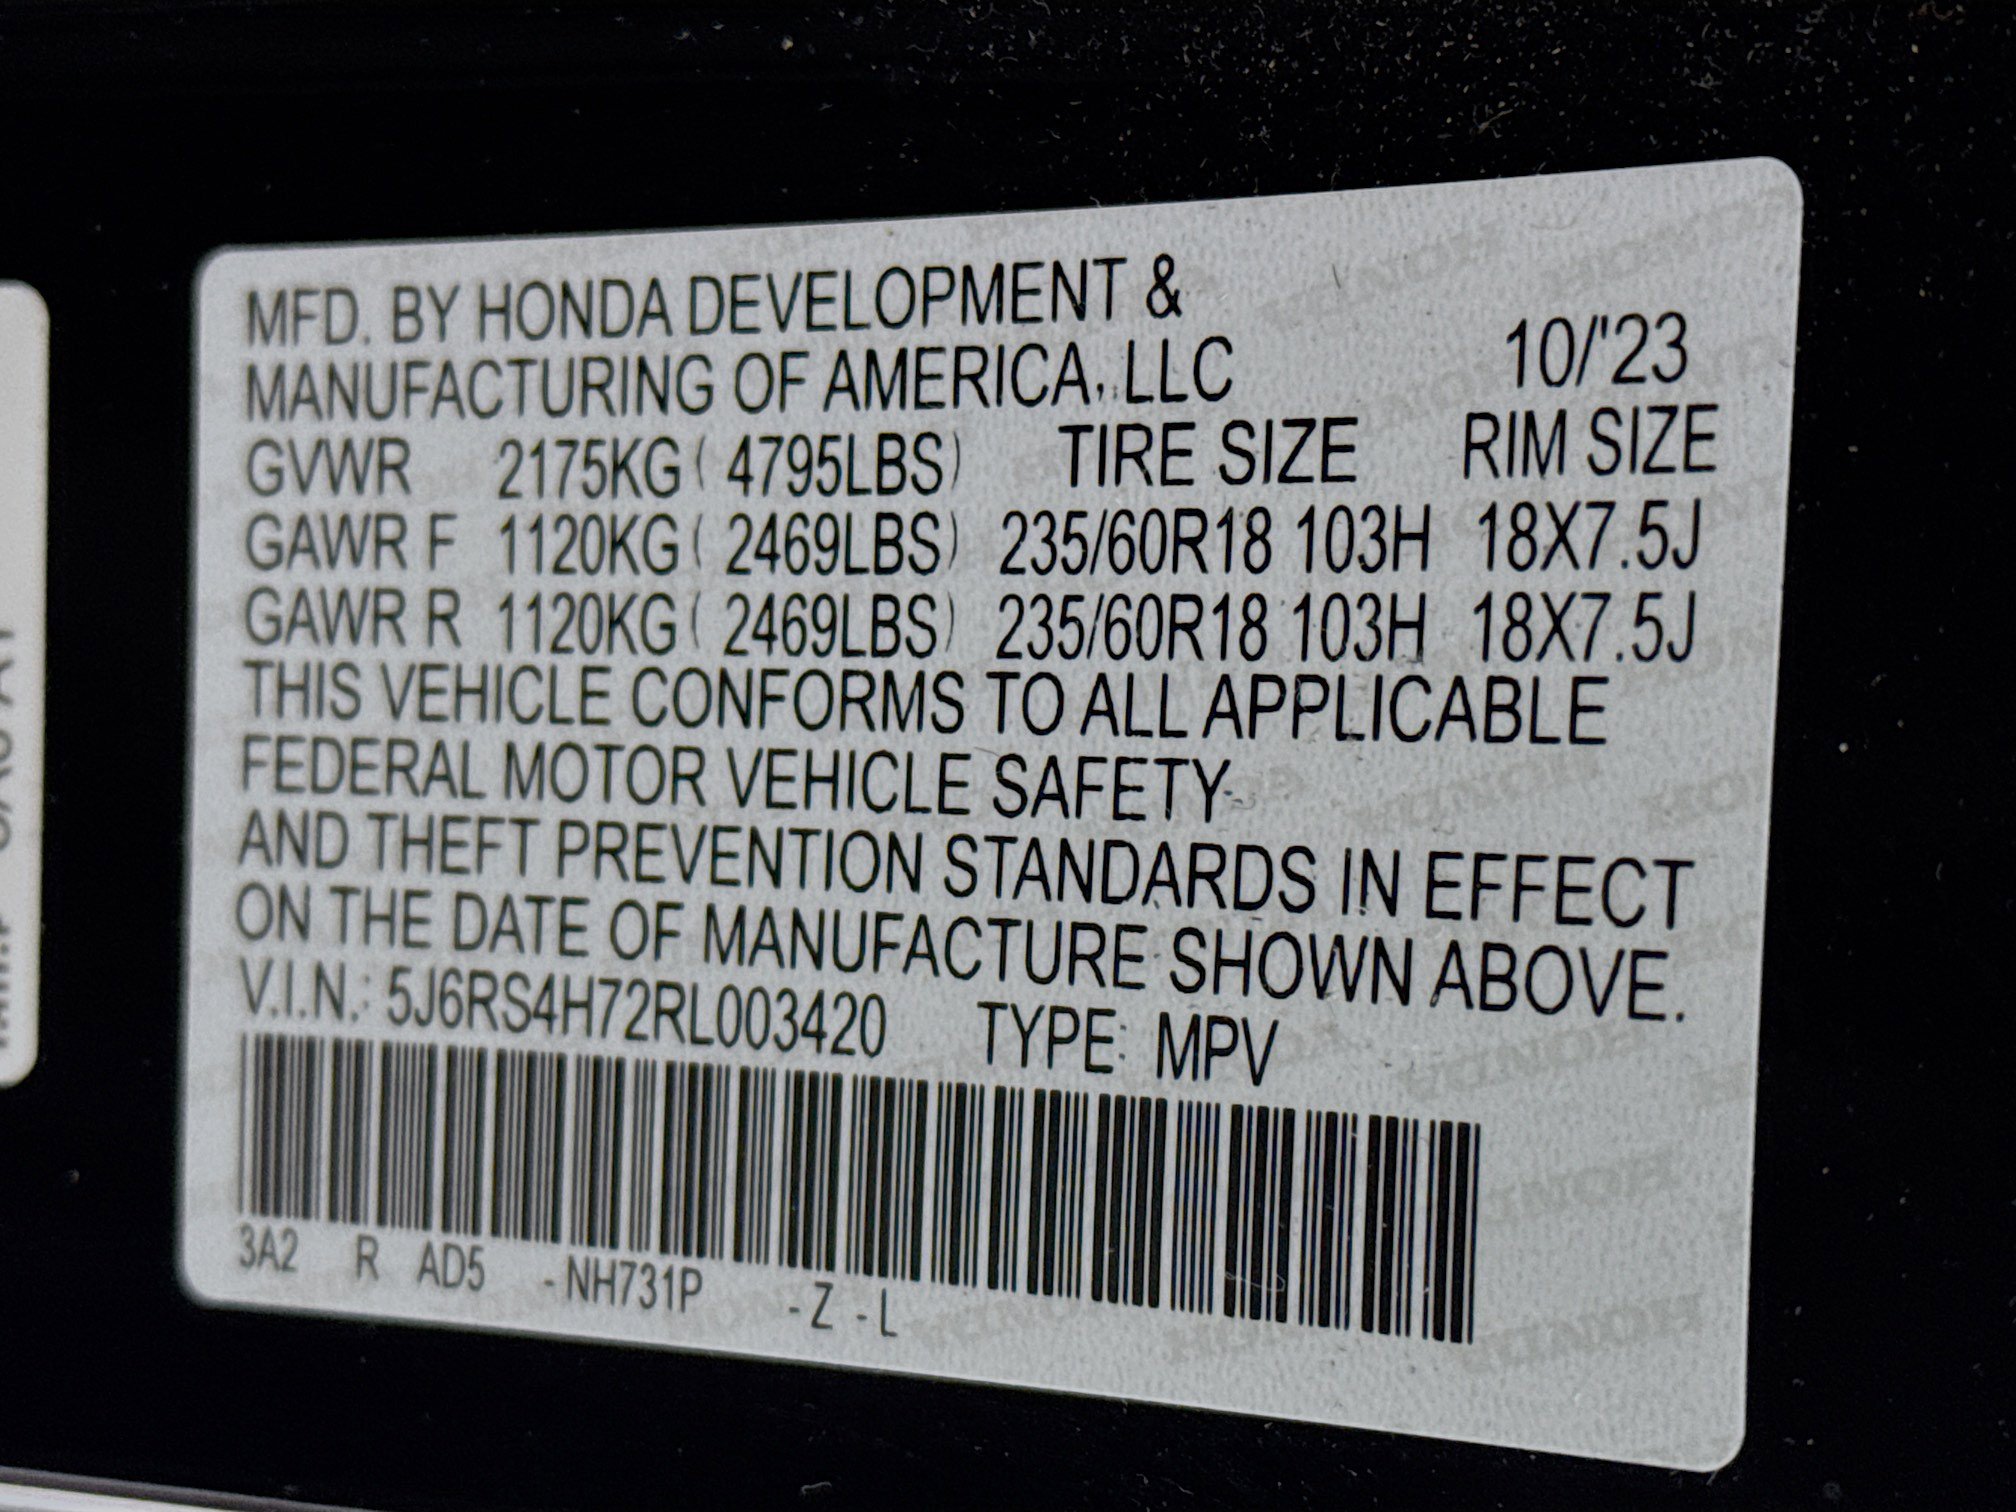 MFD. BY HONDA DEVELOPMENT &
MANUFACTURING OF AMERICA, LLC 10/'23
GVWR 2175KG ( 4795LBS) TIRE SIZE RIM SIZE
GAWR F 1120KG ( 2469LBS) 235/60R18 103H 18X7.5J
GAWR R 1120KG ( 2469LBS) 235/60R18 103H 18X7.5J
THIS VEHICLE CONFORMS TO ALL APPLICABLE
FEDERAL MOTOR VEHICLE SAFETY
AND THEFT PREVENTION STANDARDS IN EFFECT
ON THE DATE OF MANUFACTURE SHOWN ABOVE.
V.I.N.: 5J6RS4H72RL003420 TYPE: MPV
3A2 R AD5 - NH731P - Z - L